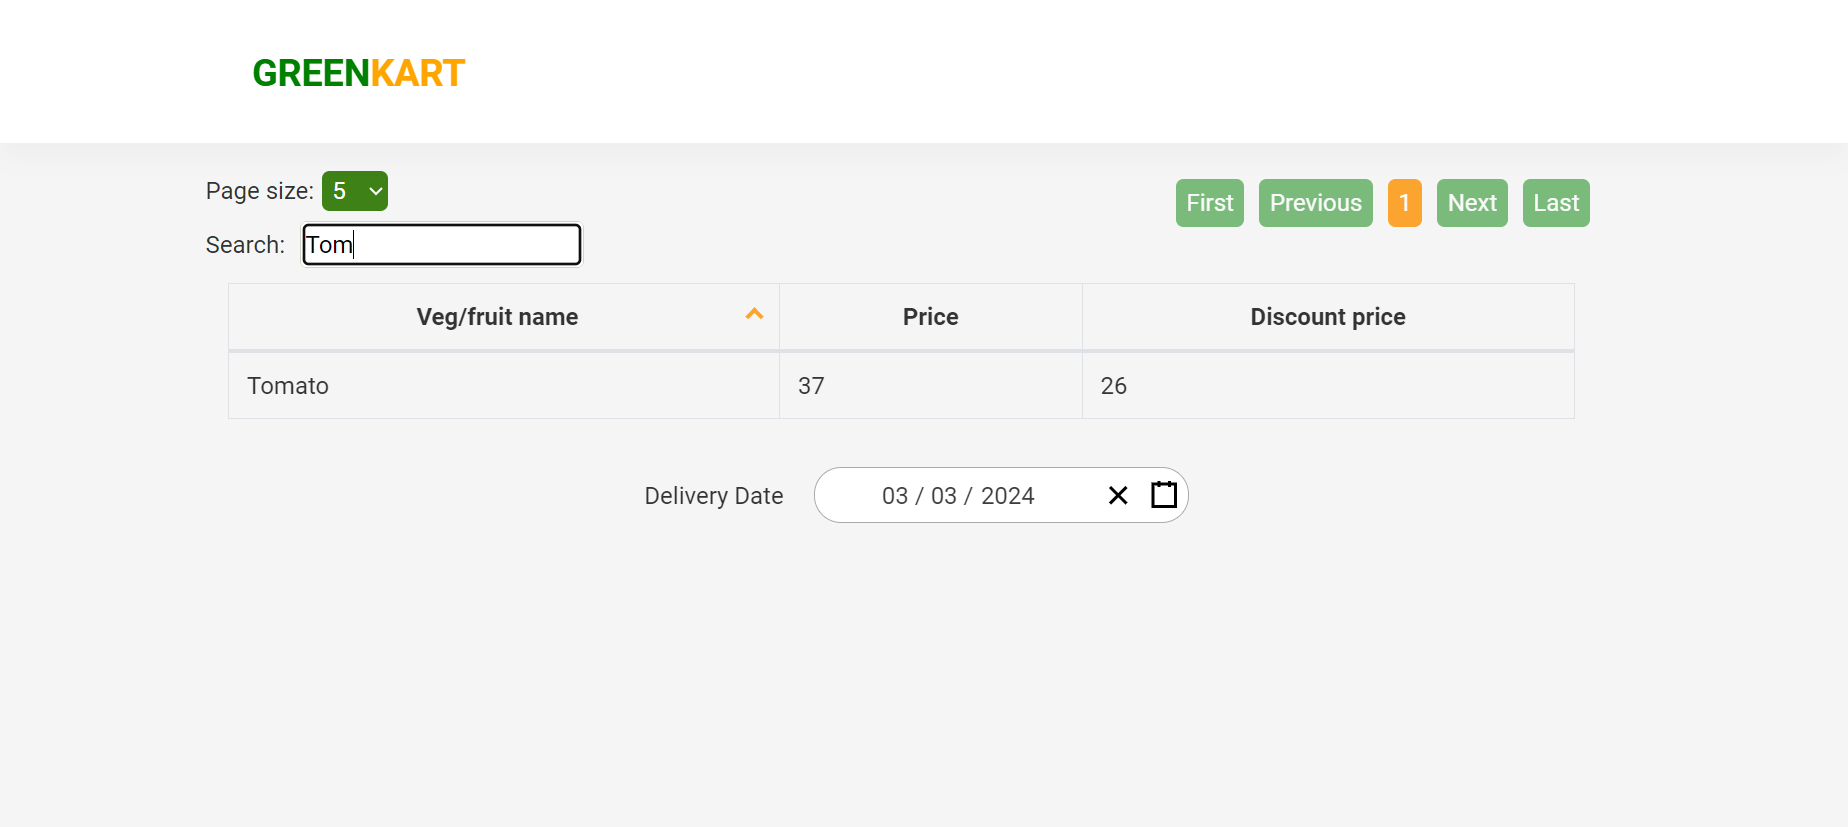 GREENKART
Page size: 5
First Previous 1 Next Last
Search: Tom
Veg/fruit name Price Discount price
Tomato 37 26
Delivery Date 03 / 03 / 2024